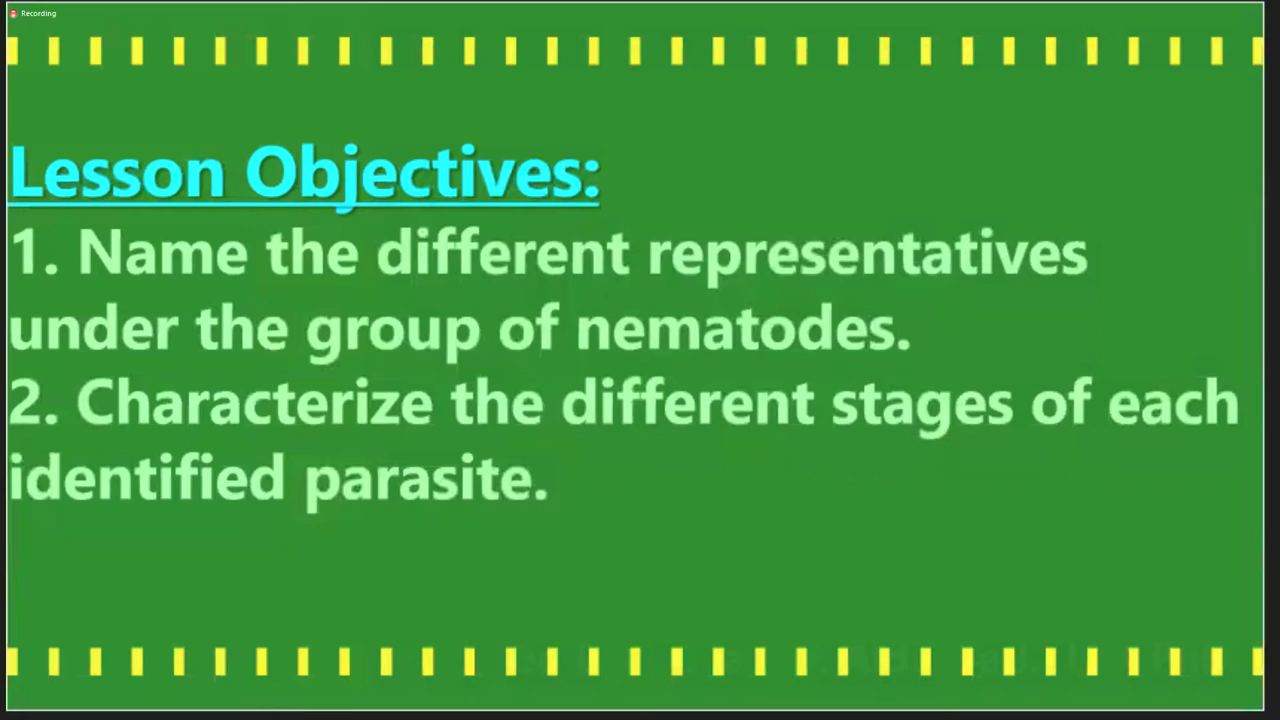 Recording
Lesson Objectives:
1. Name the different representatives
under the group of nematodes.
2. Characterize the different stages of each
identified parasite.